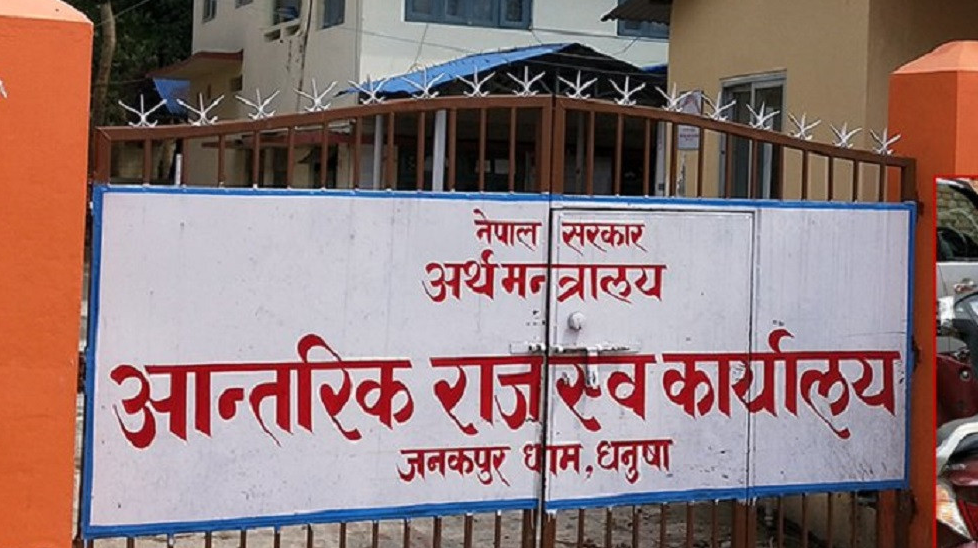 नेपाल सरकार
अर्थ मन्त्रालय
आन्तरिक राजस्व कार्यालय
जनकपुर धाम, धनुषा